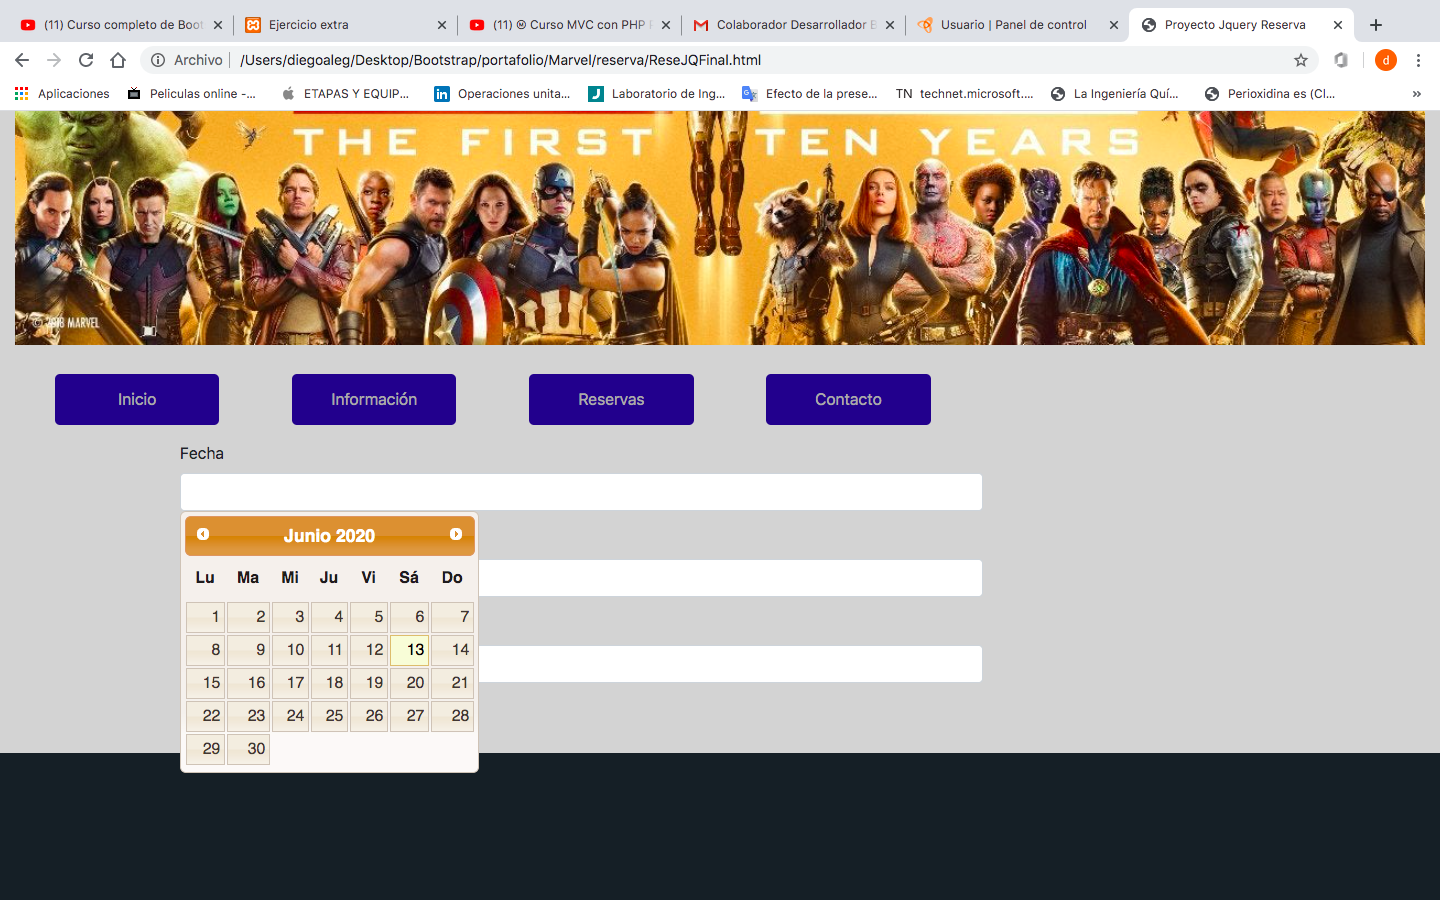 (11) Curso completo de Boot
Ejercicio extra
(11) Curso MVC con PHP
Colaborador Desarrollador B
Usuario | Panel de control
Proyecto Jquery Reserva
Archivo
/Users/diegoaleg/Desktop/Bootstrap/portafolio/Marvel/reserva/ReseJQFinal.html
d
Aplicaciones
Peliculas online -...
ETAPAS Y EQUIP...
Operaciones unita...
Laboratorio de Ing...
Efecto de la prese...
TN technet.microsoft....
La Ingeniería Quí...
Perioxidina es (Cl...
»
THE FIRST TEN YEARS
© 2018 MARVEL
Inicio
Información
Reservas
Contacto
Fecha
Junio 2020
Lu Ma Mi Ju Vi Sá Do
1 2 3 4 5 6 7
8 9 10 11 12 13 14
15 16 17 18 19 20 21
22 23 24 25 26 27 28
29 30